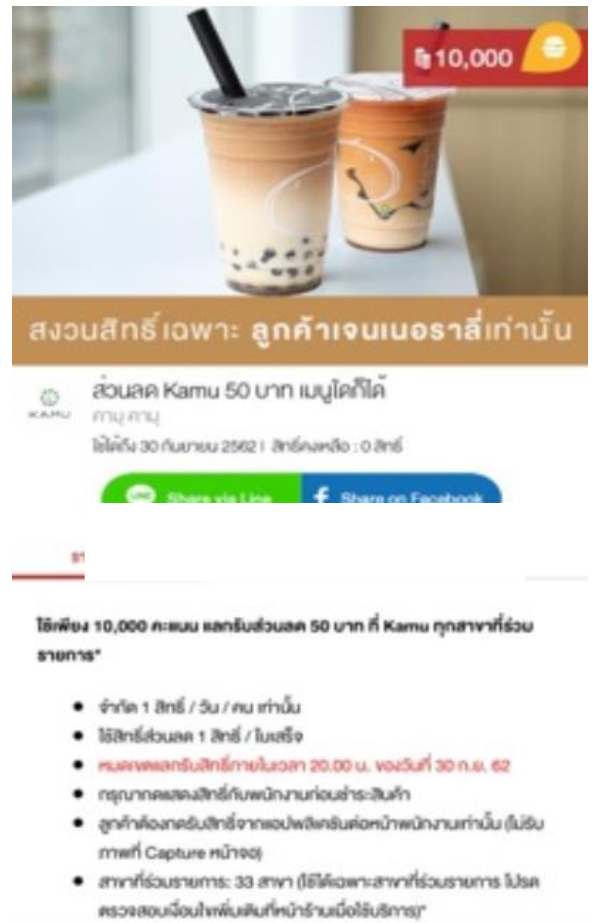 10,000
สงวนสิทธิ์เฉพาะ ลูกค้าเจนเนอราลี่เท่านั้น
ส่วนลด Kamu 50 บาท เมนูใดก็ได้
KAMU
คามุ คามุ
ใช้ได้ถึง 30 กันยายน 2562 | สิทธิ์คงเหลือ : 0 สิทธิ์
LINE Share via Line
f Share on Facebook
ใช้เพียง 10,000 คะแนน แลกรับส่วนลด 50 บาท ที่ Kamu ทุกสาขาที่ร่วม
รายการ*
จำกัด 1 สิทธิ์ / วัน / คน เท่านั้น
ใช้สิทธิ์ส่วนลด 1 สิทธิ์ / ใบเสร็จ
หมดเขตแลกรับสิทธิ์ภายในเวลา 20.00 น. ของวันที่ 30 ก.ย. 62
กรุณากดแสดงสิทธิ์กับพนักงานก่อนชำระสินค้า
ลูกค้าต้องกดรับสิทธิ์จากแอปพลิเคชันต่อหน้าพนักงานเท่านั้น (ไม่รับ
ภาพที่ Capture หน้าจอ)
สาขาที่ร่วมรายการ: 33 สาขา (ใช้ได้เฉพาะสาขาที่ร่วมรายการ โปรด
ตรวจสอบเงื่อนไขเพิ่มเติมที่หน้าร้านเมื่อใช้บริการ)*